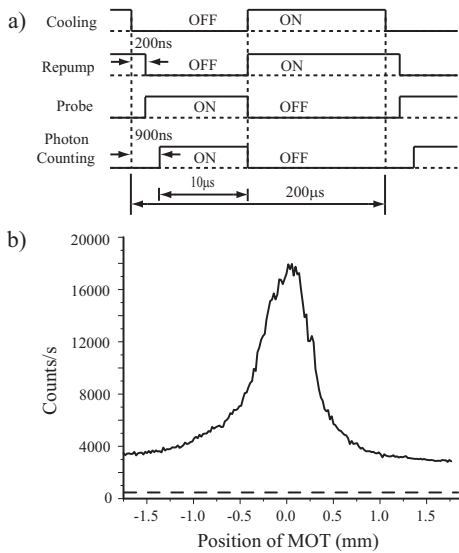 a)
Cooling OFF ON
200ns
Repump OFF ON
Probe ON OFF
900ns
Photon
Counting ON OFF
10μs
200μs
b)
20000
16000
12000
8000
4000
0
Counts/s
-1.5 -1.0 -0.5 0.0 0.5 1.0 1.5
Position of MOT (mm)